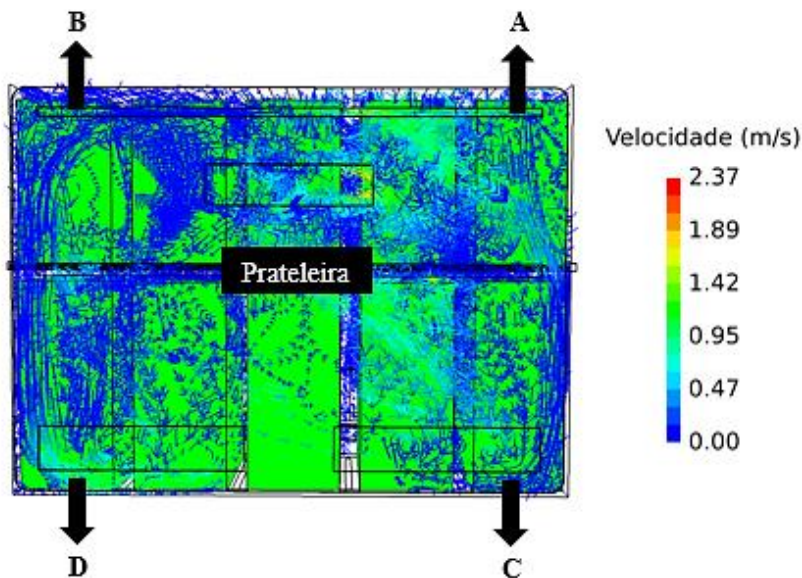 B
A
Velocidade (m/s)
2.37
1.89
1.42
0.95
0.47
0.00
Prateleira
D
C